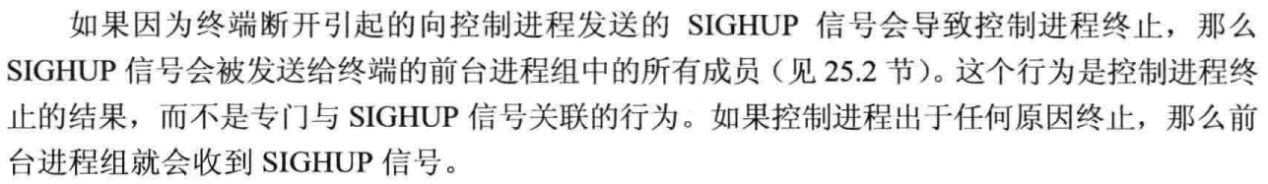 如果因为终端断开引起的向控制进程发送的 SIGHUP 信号会导致控制进程终止，那么
SIGHUP 信号会被发送给终端的前台进程组中的所有成员（见 25.2 节）。这个行为是控制进程终
止的结果，而不是专门与 SIGHUP 信号关联的行为。如果控制进程出于任何原因终止，那么前
台进程组就会收到 SIGHUP 信号。